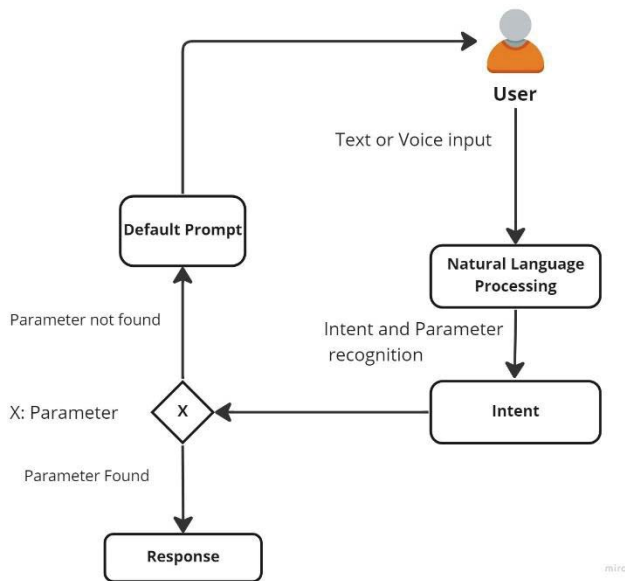 User
Text or Voice input
Default Prompt
Natural Language
Processing
Parameter not found
Intent and Parameter
recognition
X: Parameter
X
Intent
Parameter Found
Response
miro